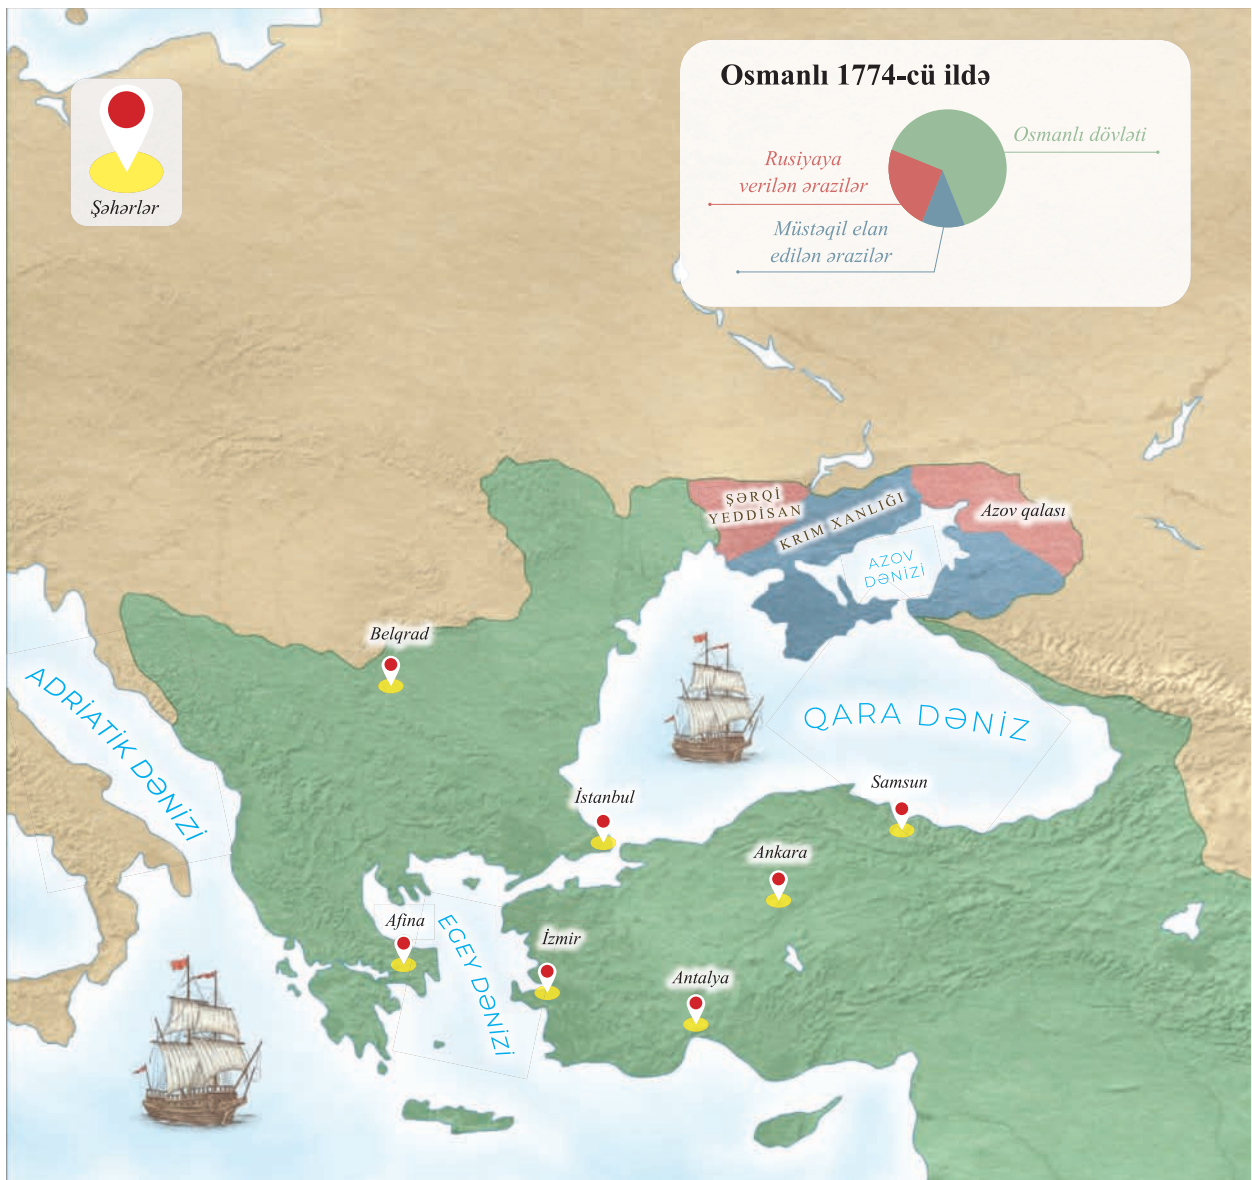 Osmanlı 1774-cü ildə
Osmanlı dövləti
Rusiyaya
verilən ərazilər
Müstəqil elan
edilən ərazilər
Şəhərlər
ŞƏRQİ
YEDDİSAN
KRIM XANLIĞI
Azov qalası
AZOV
DƏNİZİ
Belqrad
ADRİATİK DƏNİZİ
QARA DƏNİZ
Samsun
İstanbul
Ankara
Afina
EGEY DƏNİZİ
İzmir
Antalya